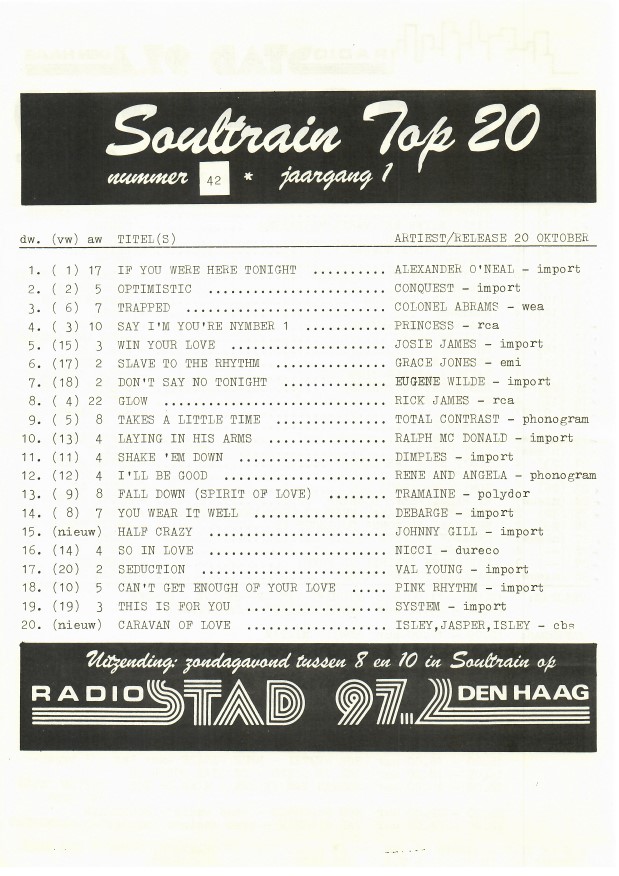 Soultrain Top 20
nummer 42 * jaargang 1
dw. (vw) aw TITEL(S) ARTIEST/RELEASE 20 OKTOBER
1. ( 1) 17 IF YOU WERE HERE TONIGHT .......... ALEXANDER O'NEAL - import
2. ( 2) 5 OPTIMISTIC ........................ CONQUEST - import
3. ( 6) 7 TRAPPED ........................... COLONEL ABRAMS - wea
4. ( 3) 10 SAY I'M YOU'RE NYMBER 1 ........... PRINCESS - rca
5. (15) 3 WIN YOUR LOVE ..................... JOSIE JAMES - import
6. (17) 2 SLAVE TO THE RHYTHM ............... GRACE JONES - emi
7. (18) 2 DON'T SAY NO TONIGHT .............. EUGENE WILDE - import
8. ( 4) 22 GLOW .............................. RICK JAMES - rca
9. ( 5) 8 TAKES A LITTLE TIME ............... TOTAL CONTRAST - phonogram
10. (13) 4 LAYING IN HIS ARMS ................ RALPH MC DONALD - import
11. (11) 4 SHAKE 'EM DOWN .................... DIMPLES - import
12. (12) 4 I'LL BE GOOD ...................... RENE AND ANGELA - phonogram
13. ( 9) 8 FALL DOWN (SPIRIT OF LOVE) ........ TRAMAINE - polydor
14. ( 8) 7 YOU WEAR IT WELL .................. DEBARGE - import
15. (nieuw) HALF CRAZY ........................ JOHNNY GILL - import
16. (14) 4 SO IN LOVE ........................ NICCI - dureco
17. (20) 2 SEDUCTION ......................... VAL YOUNG - import
18. (10) 5 CAN'T GET ENOUGH OF YOUR LOVE ..... PINK RHYTHM - import
19. (19) 3 THIS IS FOR YOU ................... SYSTEM - import
20. (nieuw) CARAVAN OF LOVE ................... ISLEY,JASPER,ISLEY - cbs
Uitzending: zondagavond tussen 8 en 10 in Soultrain op
RADIO STAD 97.2 DEN HAAG